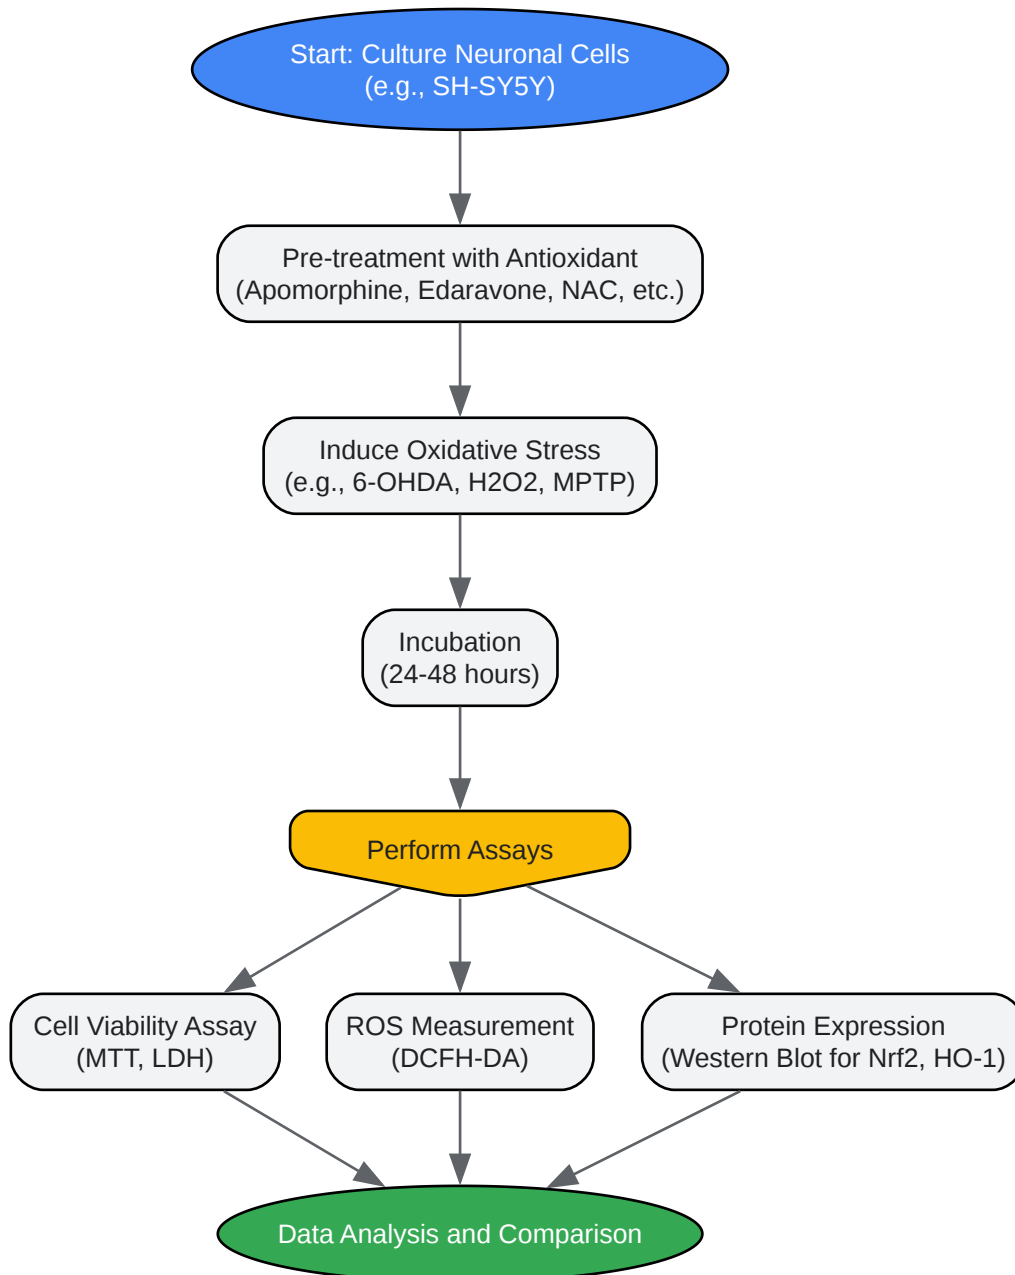 Start: Culture Neuronal Cells
(e.g., SH-SY5Y)
Pre-treatment with Antioxidant
(Apomorphine, Edaravone, NAC, etc.)
Induce Oxidative Stress
(e.g., 6-OHDA, H2O2, MPTP)
Incubation
(24-48 hours)
Perform Assays
Cell Viability Assay
(MTT, LDH)
ROS Measurement
(DCFH-DA)
Protein Expression
(Western Blot for Nrf2, HO-1)
Data Analysis and Comparison